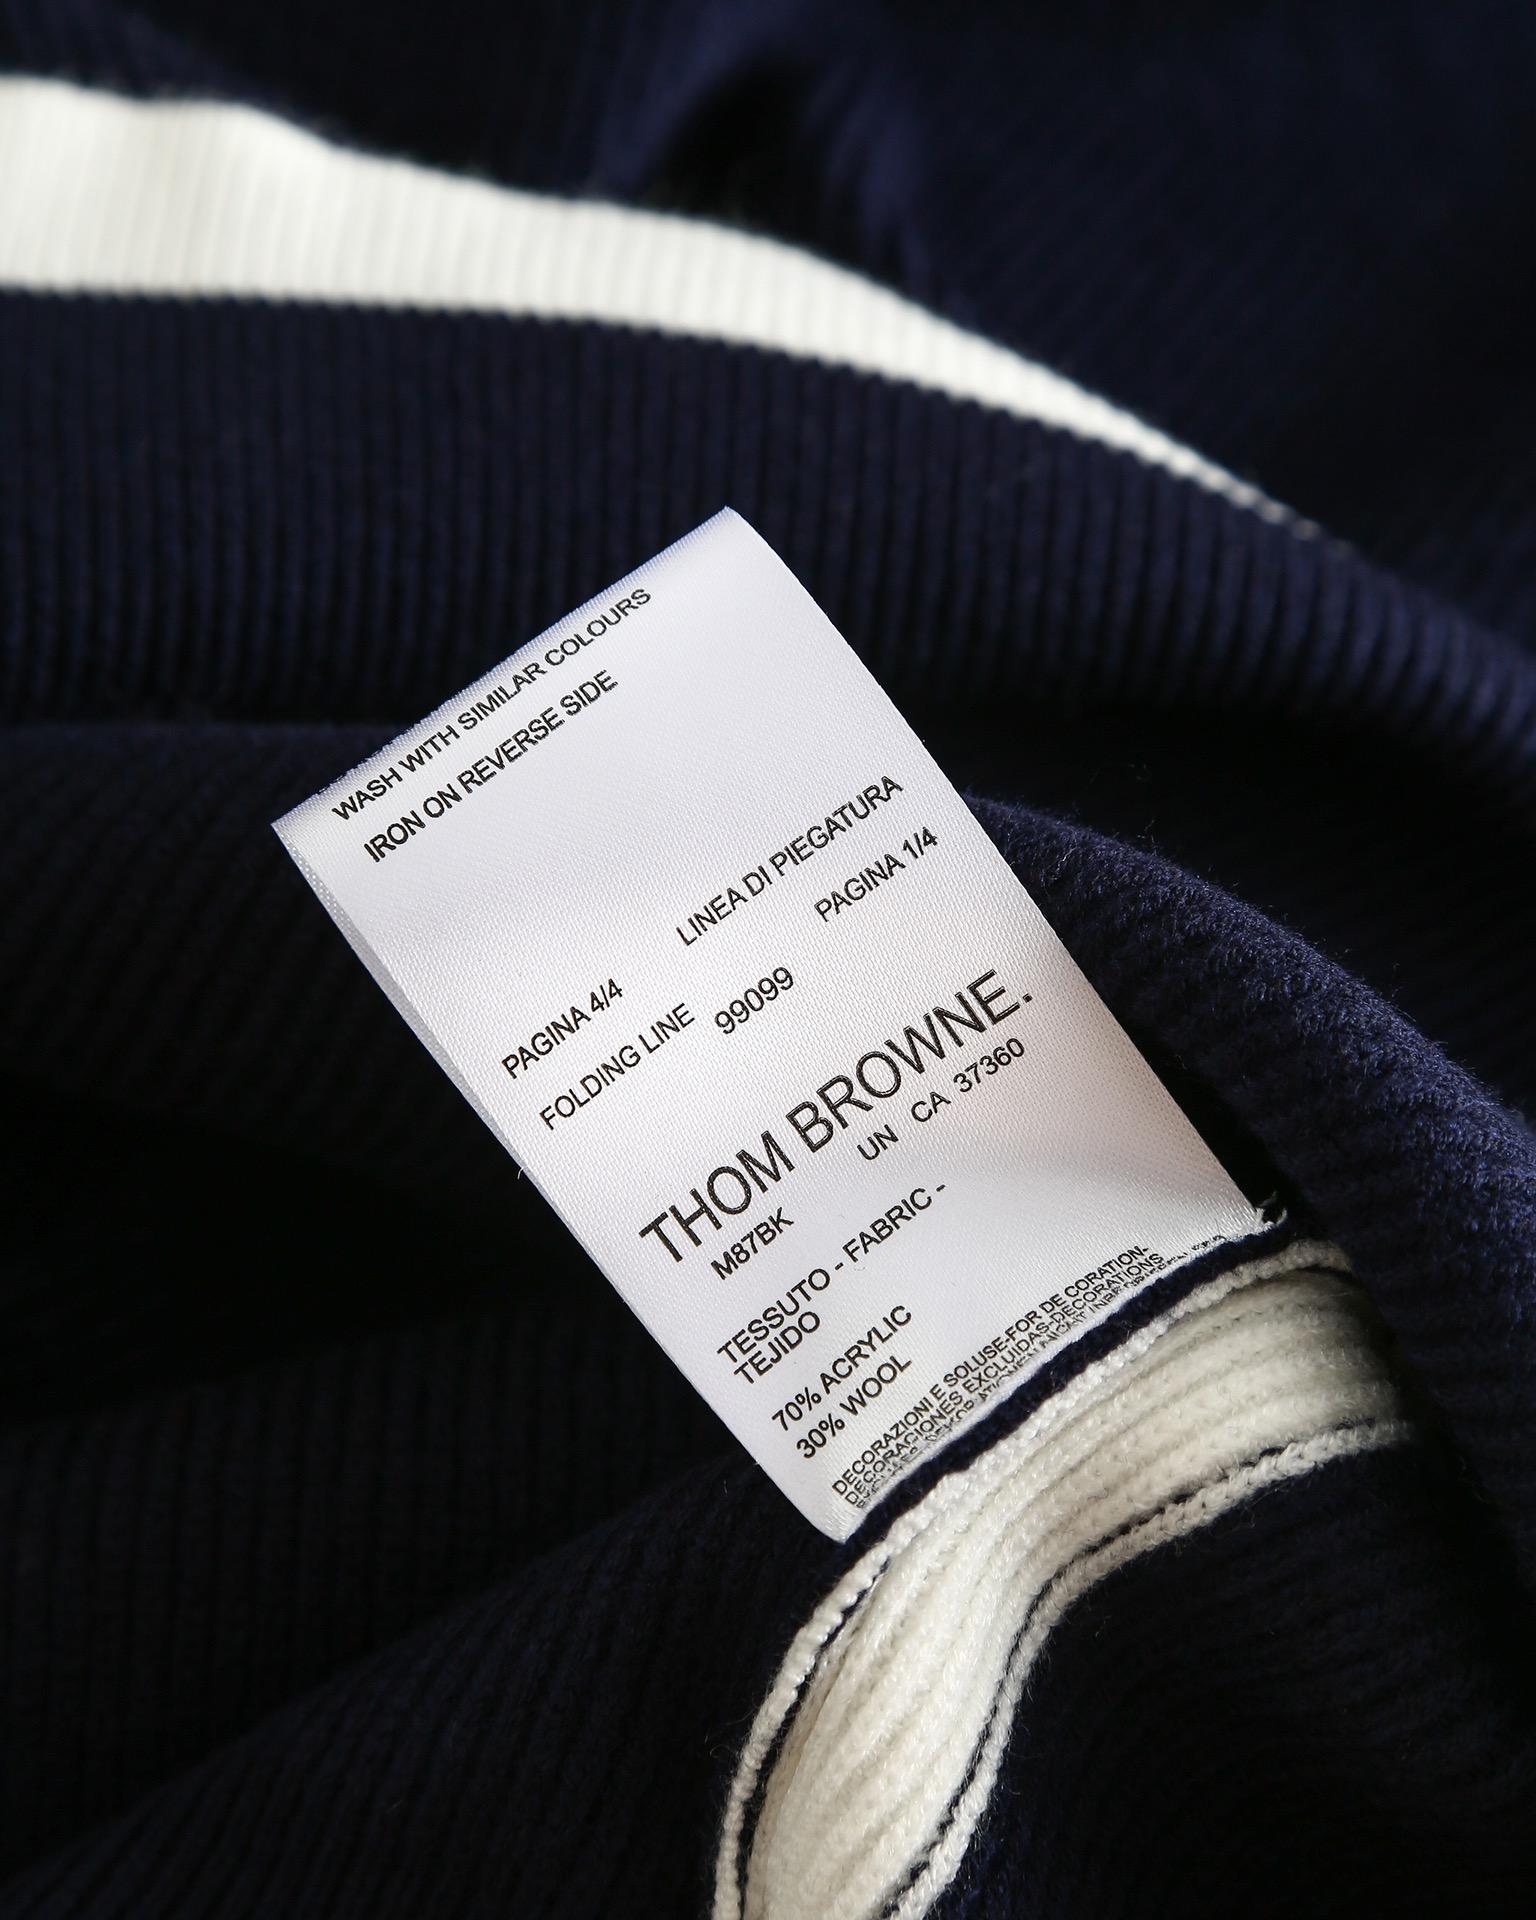 WASH WITH SIMILAR COLOURS
IRON ON REVERSE SIDE
LINEA DI PIEGATURA
PAGINA 4/4 PAGINA 1/4
FOLDING LINE 99099
THOM BROWNE.
M87BK UN CA 37360
TESSUTO - FABRIC -
TEJIDO
70% ACRYLIC
30% WOOL
DECORAZIONI E SOLUSE-FOR DE CORATION-
DECORACIONES EXCLUIDAS-DECORATIONS